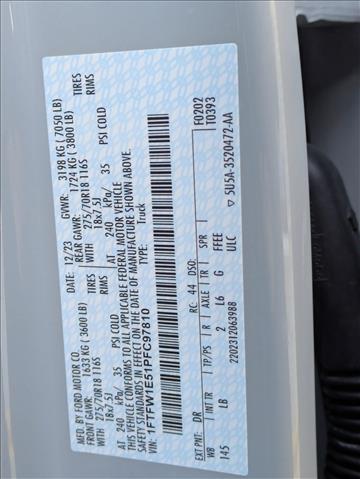 MFD. BY FORD MOTOR CO.
DATE: 12/23 GVWR: 3198 KG (7050 LB)
FRONT GAWR: 1633 KG (3600 LB) REAR GAWR: 1724 KG (3800 LB)
WITH 275/70R18 116S TIRES WITH 275/70R18 116S TIRES
18x7.5J RIMS 18x7.5J RIMS
AT 240 kPa/ 35 PSI COLD AT 240 kPa/ 35 PSI COLD
THIS VEHICLE CONFORMS TO ALL APPLICABLE FEDERAL MOTOR VEHICLE
SAFETY STANDARDS IN EFFECT ON THE DATE OF MANUFACTURE SHOWN ABOVE.
VIN: 1FTFW1E51PFC97810 TYPE: Truck
F0202
T0393
EXT PNT: DR RC: 44 DSO:
WB INT TR TP/PS R AXLE TR SPR
145 LB 2 L6 G FFEE
ULC
2202312063988 ▽ 5U5A-3520472-AA